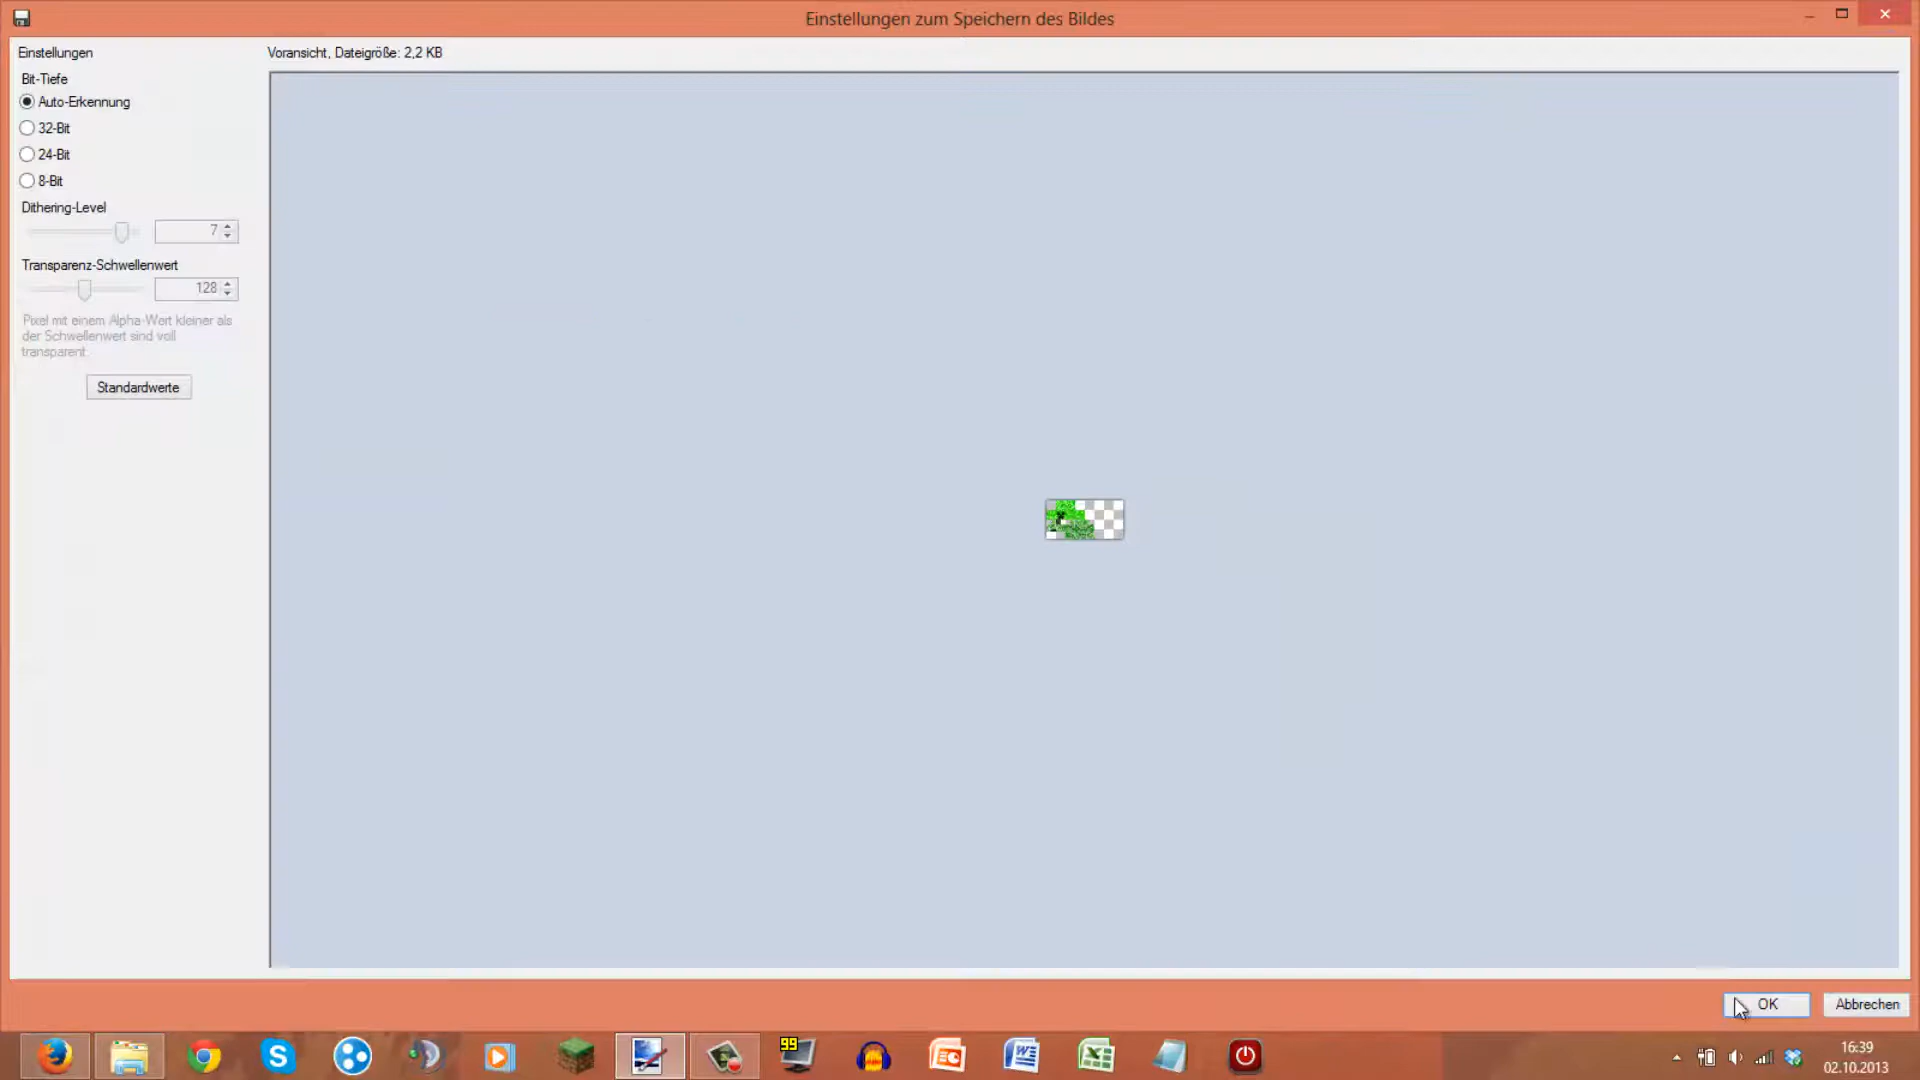 Einstellungen zum Speichern des Bildes
Einstellungen
Voransicht, Dateigröße: 2,2 KB
Bit-Tiefe
Auto-Erkennung
32-Bit
24-Bit
8-Bit
Dithering-Level
7
Transparenz-Schwellenwert
128
Pixel mit einem Alpha-Wert kleiner als
der Schwellenwert sind voll
transparent.
Standardwerte
OK
Abbrechen
99
16:39
02.10.2013